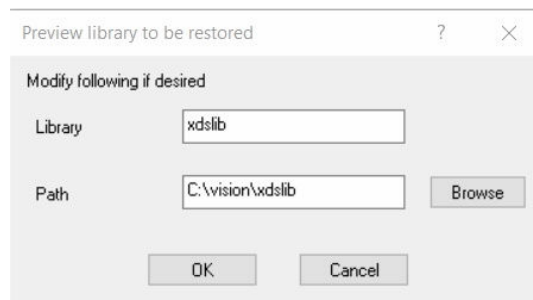 Preview library to be restored ?
Modify following if desired
Library xdslib
Path C:\vision\xdslib Browse
OK Cancel